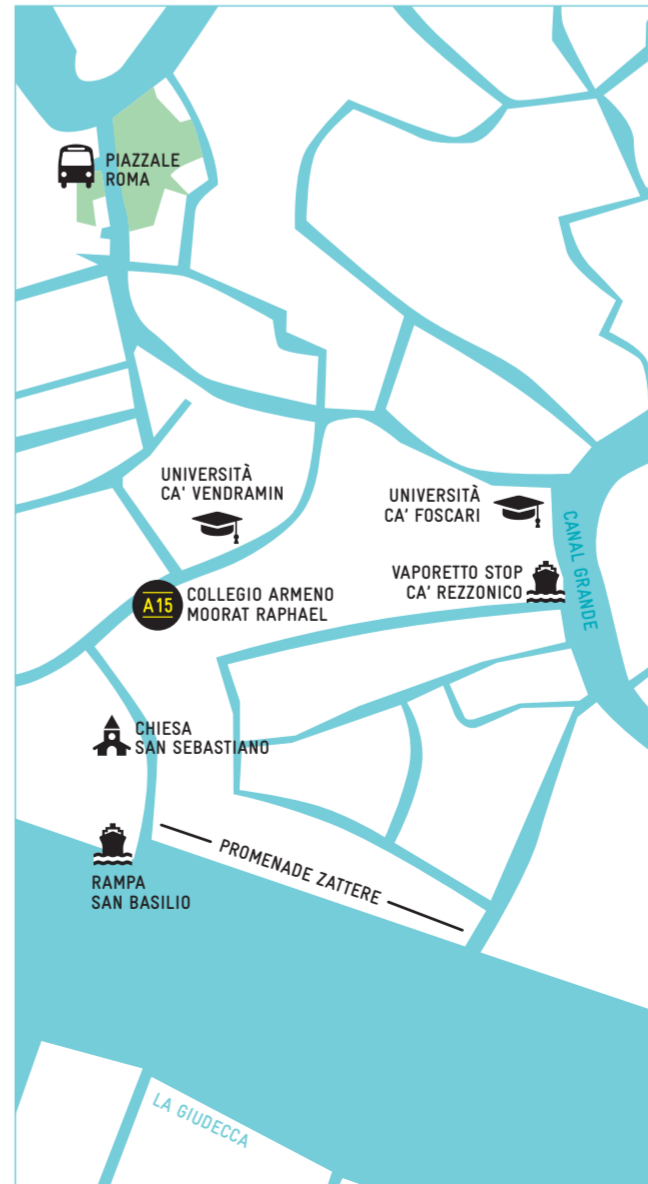 PIAZZALE
ROMA
UNIVERSITÀ
CA' VENDRAMIN
UNIVERSITÀ
CA' FOSCARI
CANAL GRANDE
VAPORETTO STOP
CA' REZZONICO
A15
COLLEGIO ARMENO
MOORAT RAPHAEL
CHIESA
SAN SEBASTIANO
PROMENADE ZATTERE
RAMPA
SAN BASILIO
LA GIUDECCA